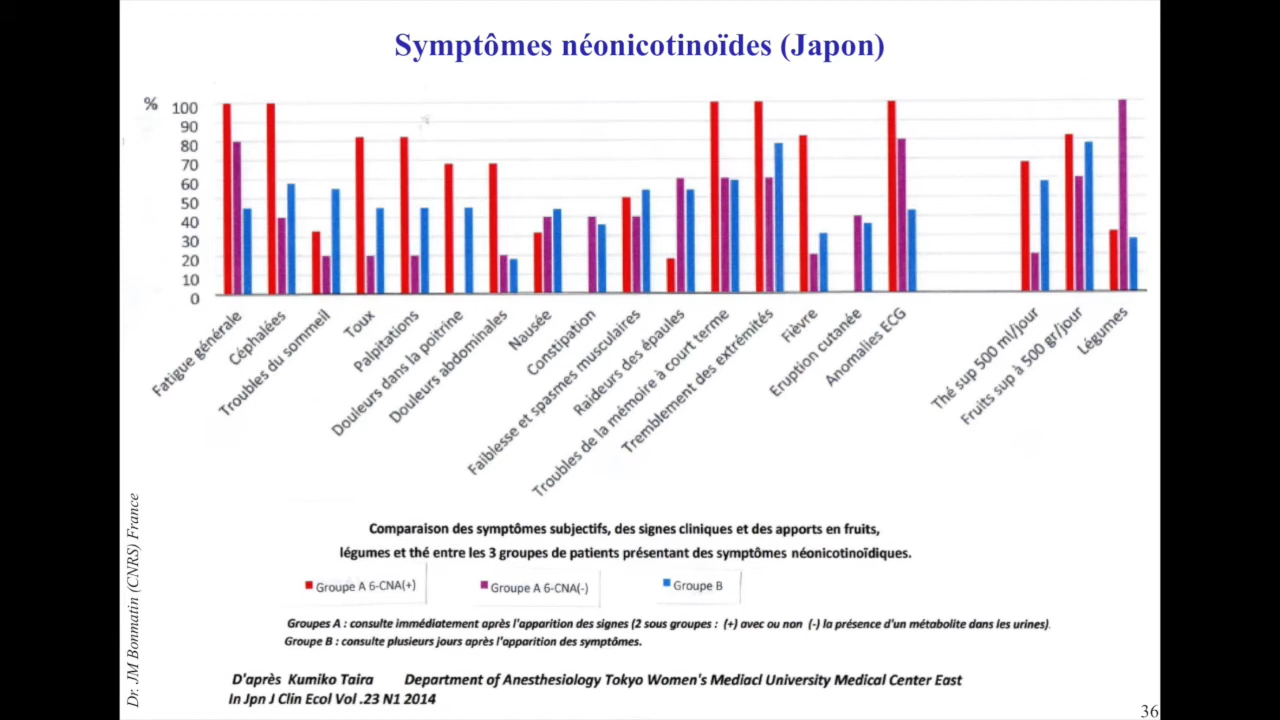 Symptômes néonicotinoïdes (Japon)
%
100
90
80
70
60
50
40
30
20
10
0
Fatigue générale
Céphalées
Troubles du sommeil
Toux
Palpitations
Douleurs dans la poitrine
Douleurs abdominales
Nausée
Constipation
Faiblesse et spasmes musculaires
Raideurs des épaules
Troubles de la mémoire à court terme
Tremblement des extrémités
Fièvre
Eruption cutanée
Anomalies ECG
Thé sup 500 ml/jour
Fruits sup à 500 gr/jour
Légumes
Comparaison des symptômes subjectifs, des signes cliniques et des apports en fruits,
légumes et thé entre les 3 groupes de patients présentant des symptômes néonicotinoïdiques.
Groupe A 6-CNA(+)
Groupe A 6-CNA(-)
Groupe B
Groupes A : consulte immédiatement après l'apparition des signes (2 sous groupes : (+) avec ou non (-) la présence d'un métabolite dans les urines).
Groupe B : consulte plusieurs jours après l'apparition des symptômes.
D'après Kumiko Taira Department of Anesthesiology Tokyo Women's Mediacl University Medical Center East
In Jpn J Clin Ecol Vol .23 N1 2014
Dr. JM Bonmatin (CNRS) France
36